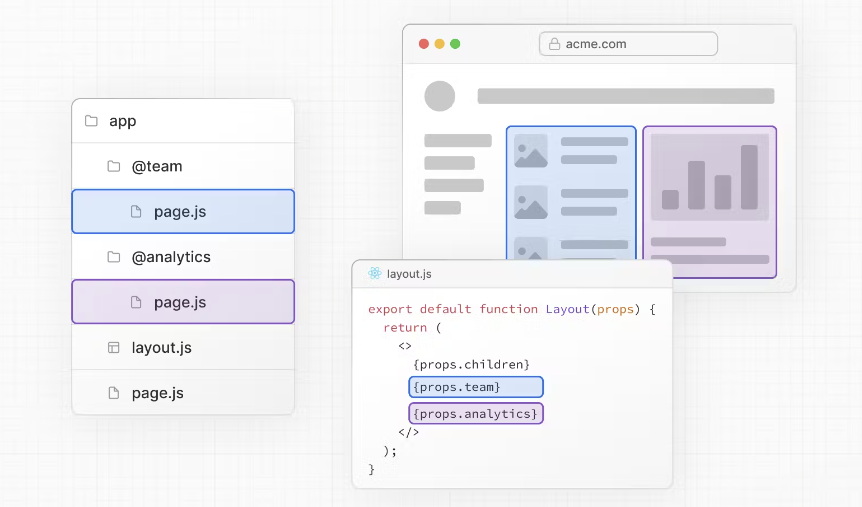 app
@team
page.js
@analytics
page.js
layout.js
page.js
acme.com
layout.js
export default function Layout(props) {
  return (
    <>
      {props.children}
      {props.team}
      {props.analytics}
    </>
  );
}